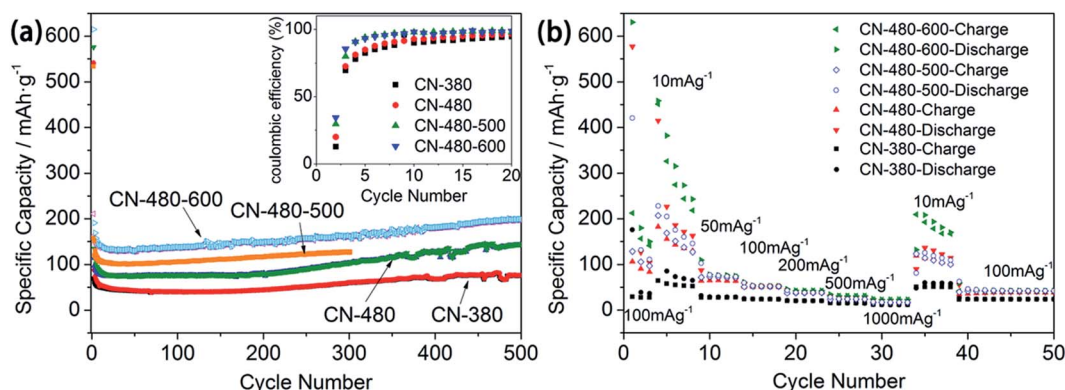 (a)
600
500
400
300
200
100
0
Specific Capacity / mAh·g⁻¹
0
100
200
300
400
500
Cycle Number
CN-480-600
CN-480-500
CN-480
CN-380
coulombic efficiency (%)
100
50
0
0
5
10
15
20
Cycle Number
CN-380
CN-480
CN-480-500
CN-480-600
(b)
600
500
400
300
200
100
0
Specific Capacity / mAh·g⁻¹
0
10
20
30
40
50
Cycle Number
CN-480-600-Charge
CN-480-600-Discharge
CN-480-500-Charge
CN-480-500-Discharge
CN-480-Charge
CN-480-Discharge
CN-380-Charge
CN-380-Discharge
10mAg⁻¹
50mAg⁻¹
100mAg⁻¹
200mAg⁻¹
500mAg⁻¹
1000mAg⁻¹
100mAg⁻¹
10mAg⁻¹
100mAg⁻¹